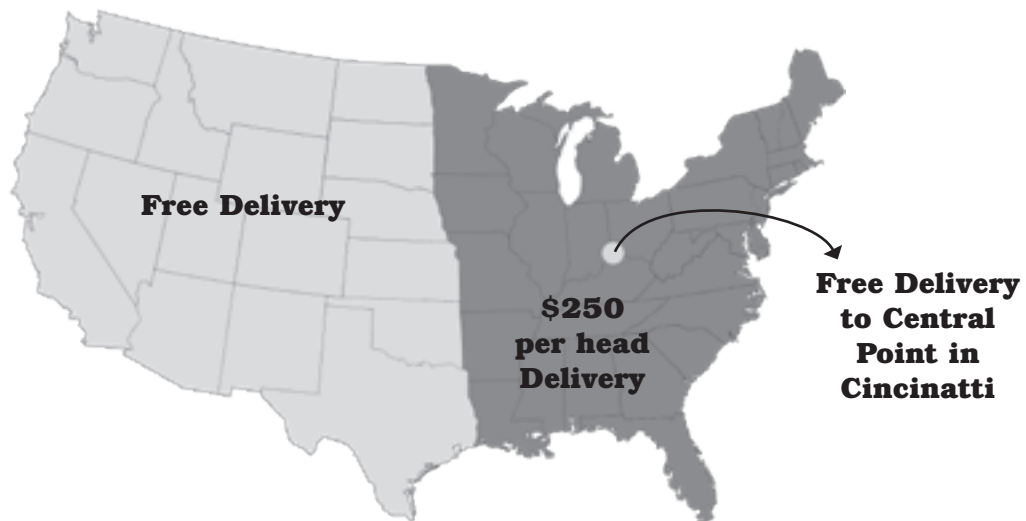 Free Delivery
$250
per head
Delivery
Free Delivery
to Central
Point in
Cincinatti